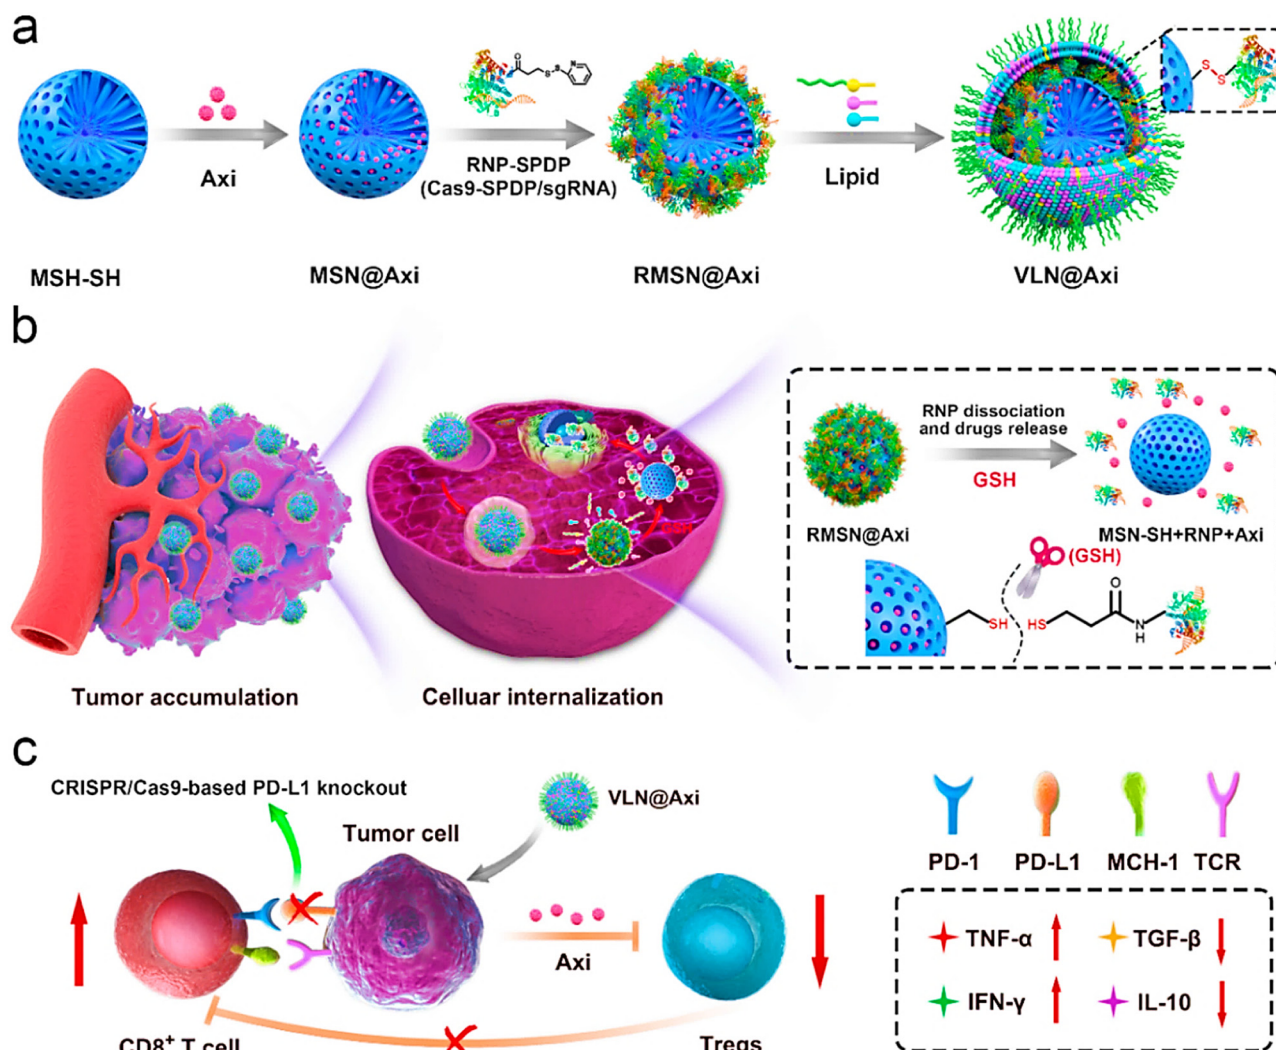 a
Axi
RNP-SPDP
(Cas9-SPDP/sgRNA)
Lipid
S
S
O
S
S
N
MSH-SH
MSN@Axi
RMSN@Axi
VLN@Axi
b
RNP dissociation
and drugs release
GSH
RMSN@Axi
MSN-SH+RNP+Axi
(GSH)
SH
HS
O
N
H
Tumor accumulation
Celluar internalization
c
CRISPR/Cas9-based PD-L1 knockout
VLN@Axi
Tumor cell
Axi
CD8+ T cell
Tregs
PD-1
PD-L1
MCH-1
TCR
TNF-α
TGF-β
IFN-γ
IL-10